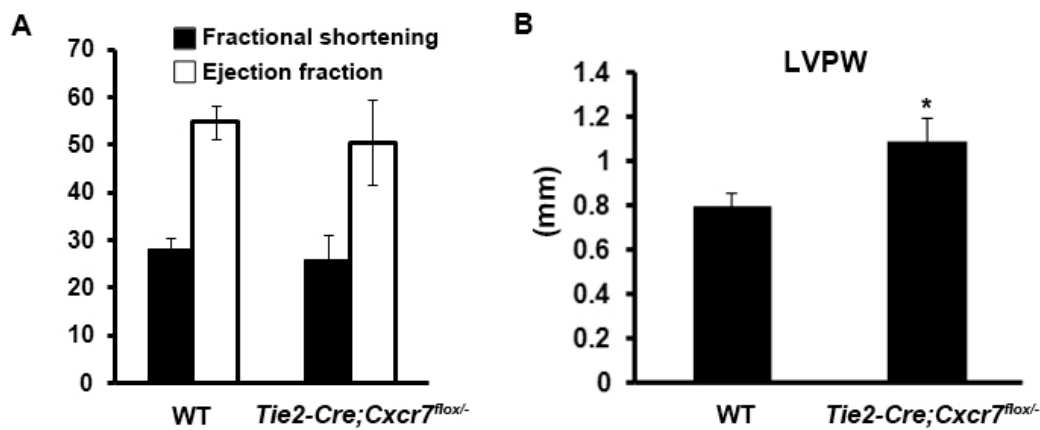 A
Fractional shortening
Ejection fraction
70
60
50
40
30
20
10
0
WT
Tie2-Cre;Cxcr7flox/-
B
LVPW
(mm)
1.4
1.2
1
0.8
0.6
0.4
0.2
0
*
WT
Tie2-Cre;Cxcr7flox/-